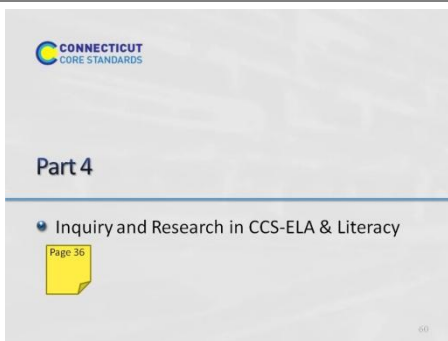 CONNECTICUT
CORE STANDARDS
Part 4
Inquiry and Research in CCS-ELA & Literacy
Page 36
60